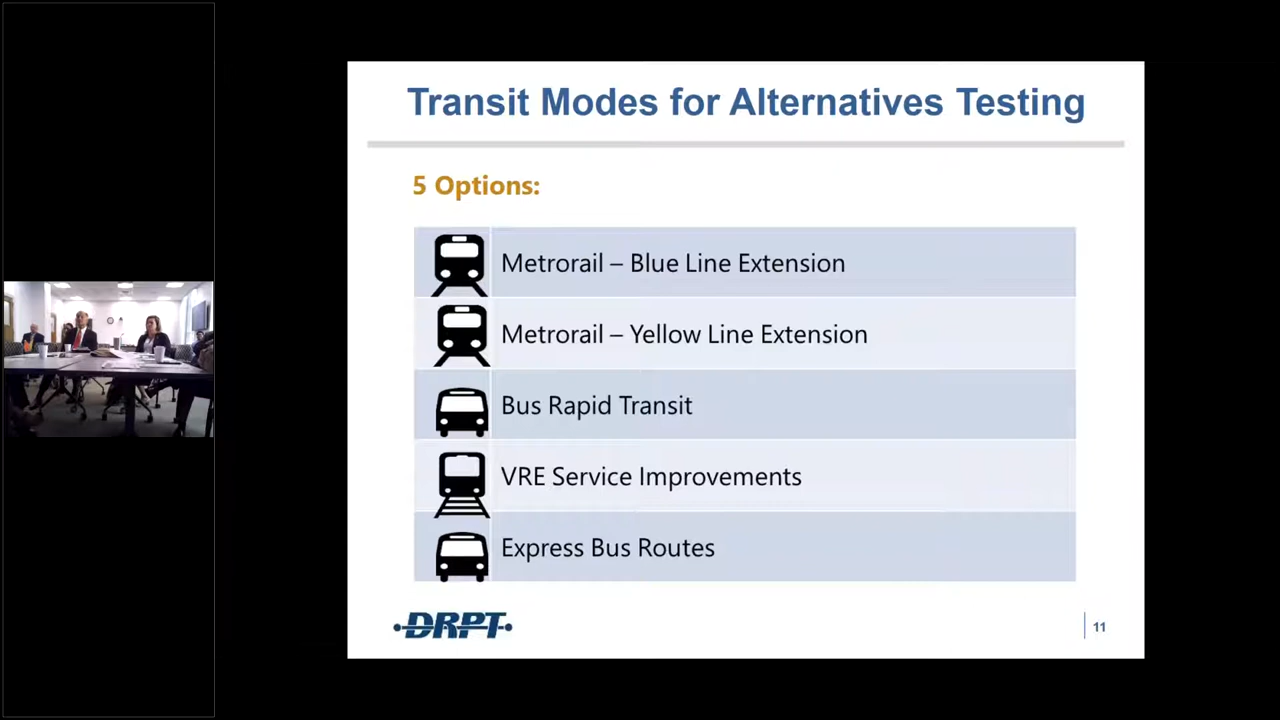 Transit Modes for Alternatives Testing
5 Options:
Metrorail – Blue Line Extension
Metrorail – Yellow Line Extension
Bus Rapid Transit
VRE Service Improvements
Express Bus Routes
DRPT
11